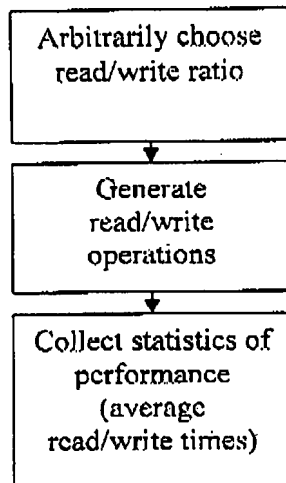 Arbitrarily choose
read/write ratio
Generate
read/write
operations
Collect statistics of
performance
(average
read/write times)